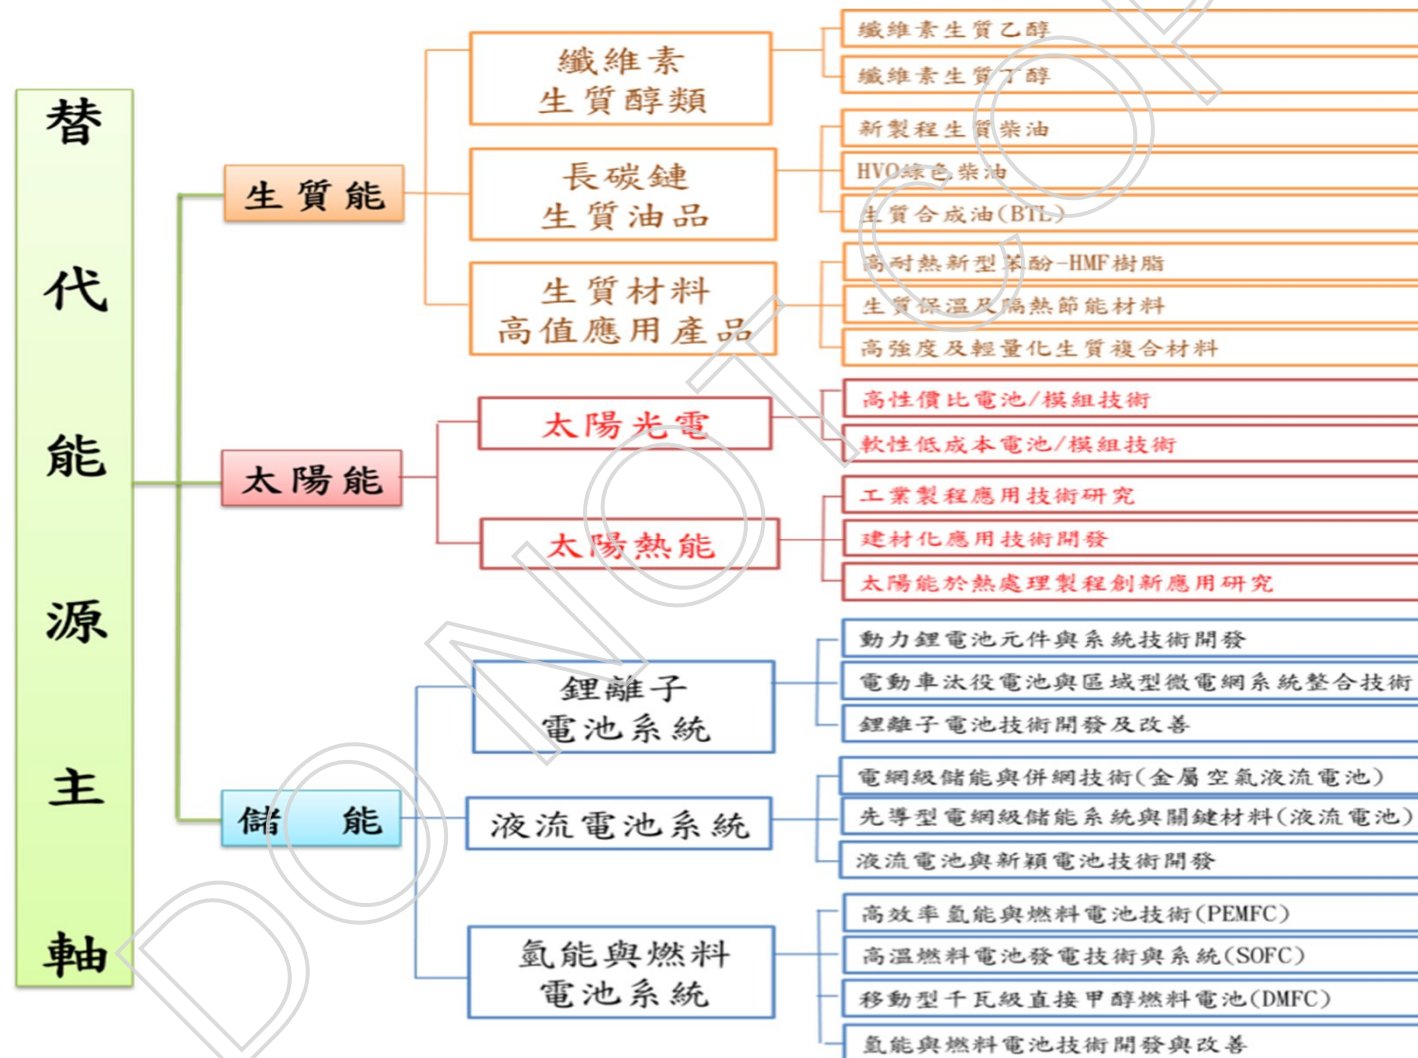 替代能源主軸
生質能
纖維素
生質醇類
纖維素生質乙醇
纖維素生質丁醇
長碳鏈
生質油品
新製程生質柴油
HVO綠色柴油
生質合成油(BTL)
生質材料
高值應用產品
高耐熱新型苯酚-HMF樹脂
生質保溫及隔熱節能材料
高強度及輕量化生質複合材料
太陽能
太陽光電
高性價比電池/模組技術
軟性低成本電池/模組技術
太陽熱能
工業製程應用技術研究
建材化應用技術開發
太陽能於熱處理製程創新應用研究
儲能
鋰離子
電池系統
動力鋰電池元件與系統技術開發
電動車汰役電池與區域型微電網系統整合技術
鋰離子電池技術開發及改善
液流電池系統
電網級儲能與併網技術(金屬空氣液流電池)
先導型電網級儲能系統與關鍵材料(液流電池)
液流電池與新穎電池技術開發
氫能與燃料
電池系統
高效率氫能與燃料電池技術(PEMFC)
高溫燃料電池發電技術與系統(SOFC)
移動型千瓦級直接甲醇燃料電池(DMFC)
氫能與燃料電池技術開發與改善
DO NOT COP